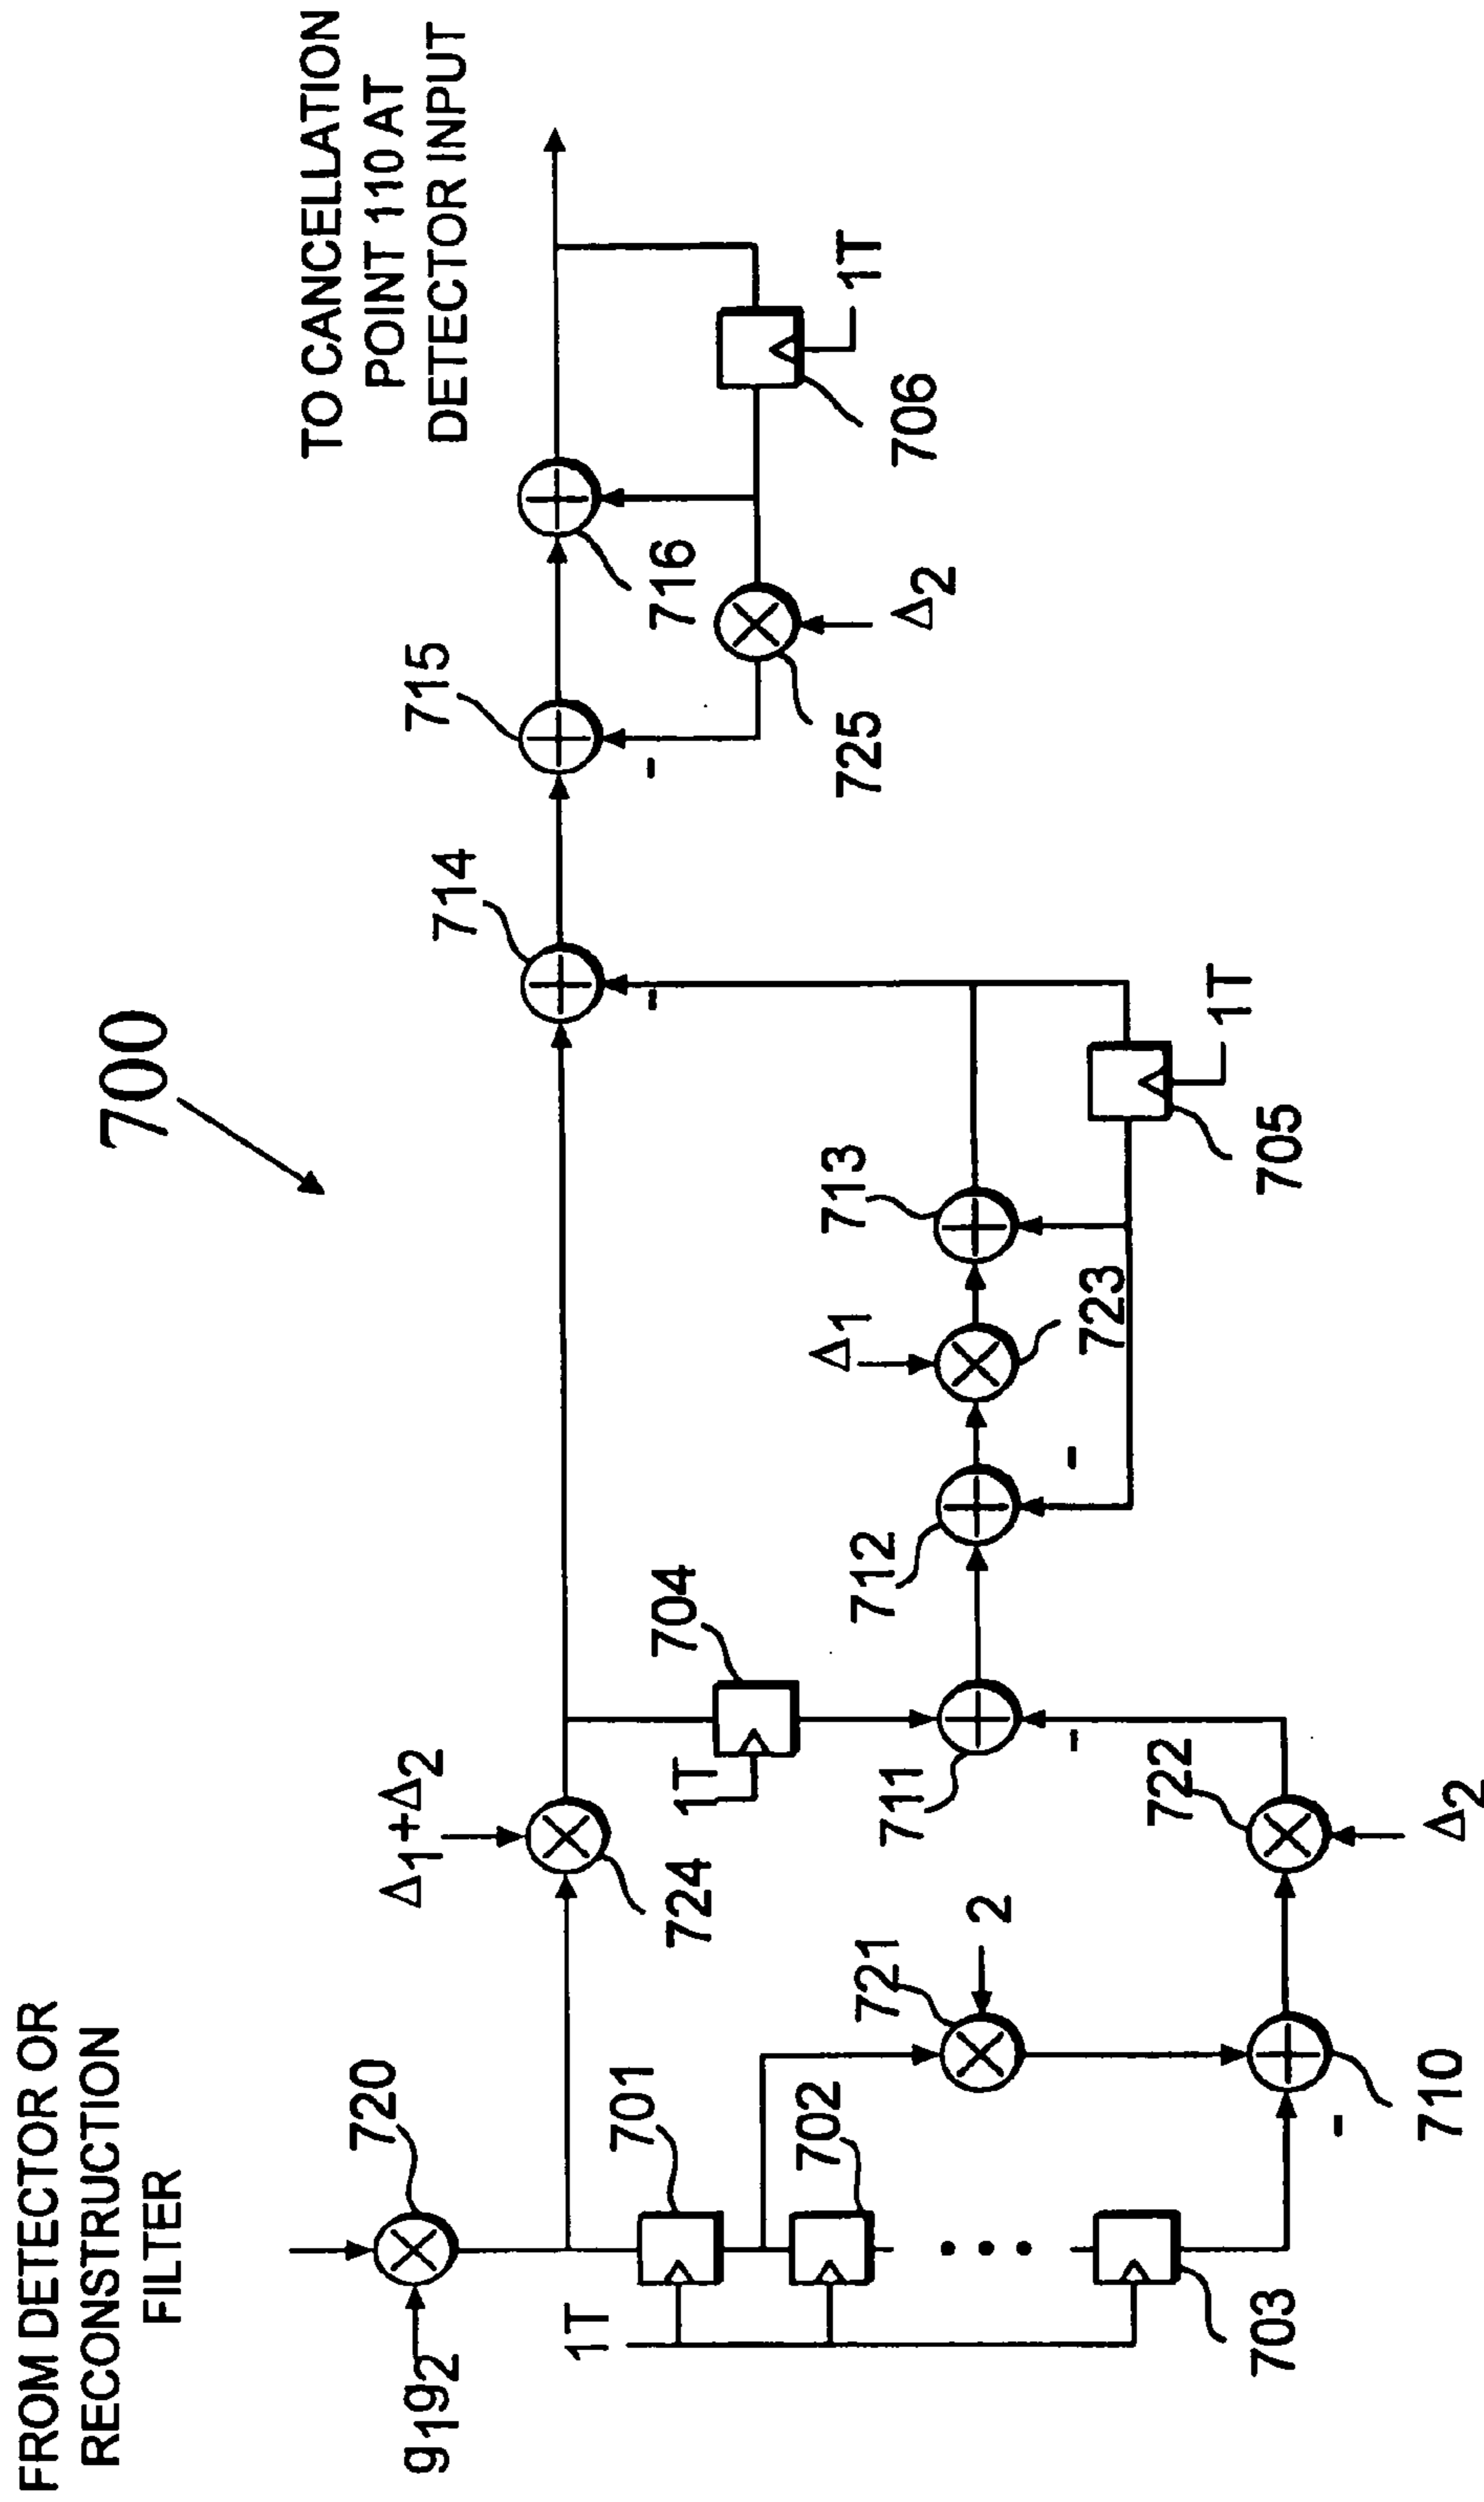 700
FROM DETECTOR OR
RECONSTRUCTION
FILTER
TO CANCELLATION
POINT 110 AT
DETECTOR INPUT
g1g2
720
Δ1+Δ2
724
714
715
716
1T
701
702
703
721
2
710
722
Δ2
1T
704
711
712
Δ1
723
713
705
1T
725
Δ2
706
1T